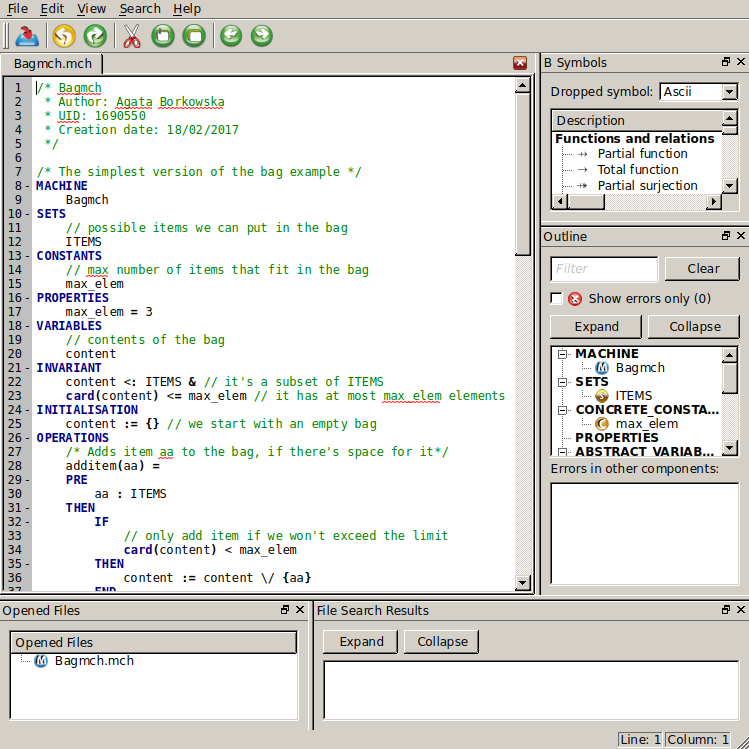 File Edit View Search Help
Bagmch.mch
1 /* Bagmch
2 * Author: Agata Borkowska
3 * UID: 1690550
4 * Creation date: 18/02/2017
5 */
6
7 /* The simplest version of the bag example */
8 MACHINE
9 Bagmch
10 SETS
11 // possible items we can put in the bag
12 ITEMS
13 CONSTANTS
14 // max number of items that fit in the bag
15 max_elem
16 PROPERTIES
17 max_elem = 3
18 VARIABLES
19 // contents of the bag
20 content
21 INVARIANT
22 content <: ITEMS & // it's a subset of ITEMS
23 card(content) <= max_elem // it has at most max_elem elements
24 INITIALISATION
25 content := {} // we start with an empty bag
26 OPERATIONS
27 /* Adds item aa to the bag, if there's space for it*/
28 additem(aa) =
29 PRE
30 aa : ITEMS
31 THEN
32 IF
33 // only add item if we won't exceed the limit
34 card(content) < max_elem
35 THEN
36 content := content \/ {aa}
37 END
B Symbols
Dropped symbol: Ascii
Description
Functions and relations
⇸ Partial function
→ Total function
⤀ Partial surjection
Outline
Filter Clear
Show errors only (0)
Expand Collapse
MACHINE
M Bagmch
SETS
S ITEMS
CONCRETE_CONSTA...
C max_elem
PROPERTIES
ABSTRACT_VARIAB...
Errors in other components:
Opened Files
Opened Files
M Bagmch.mch
File Search Results
Expand Collapse
Line: 1 Column: 1